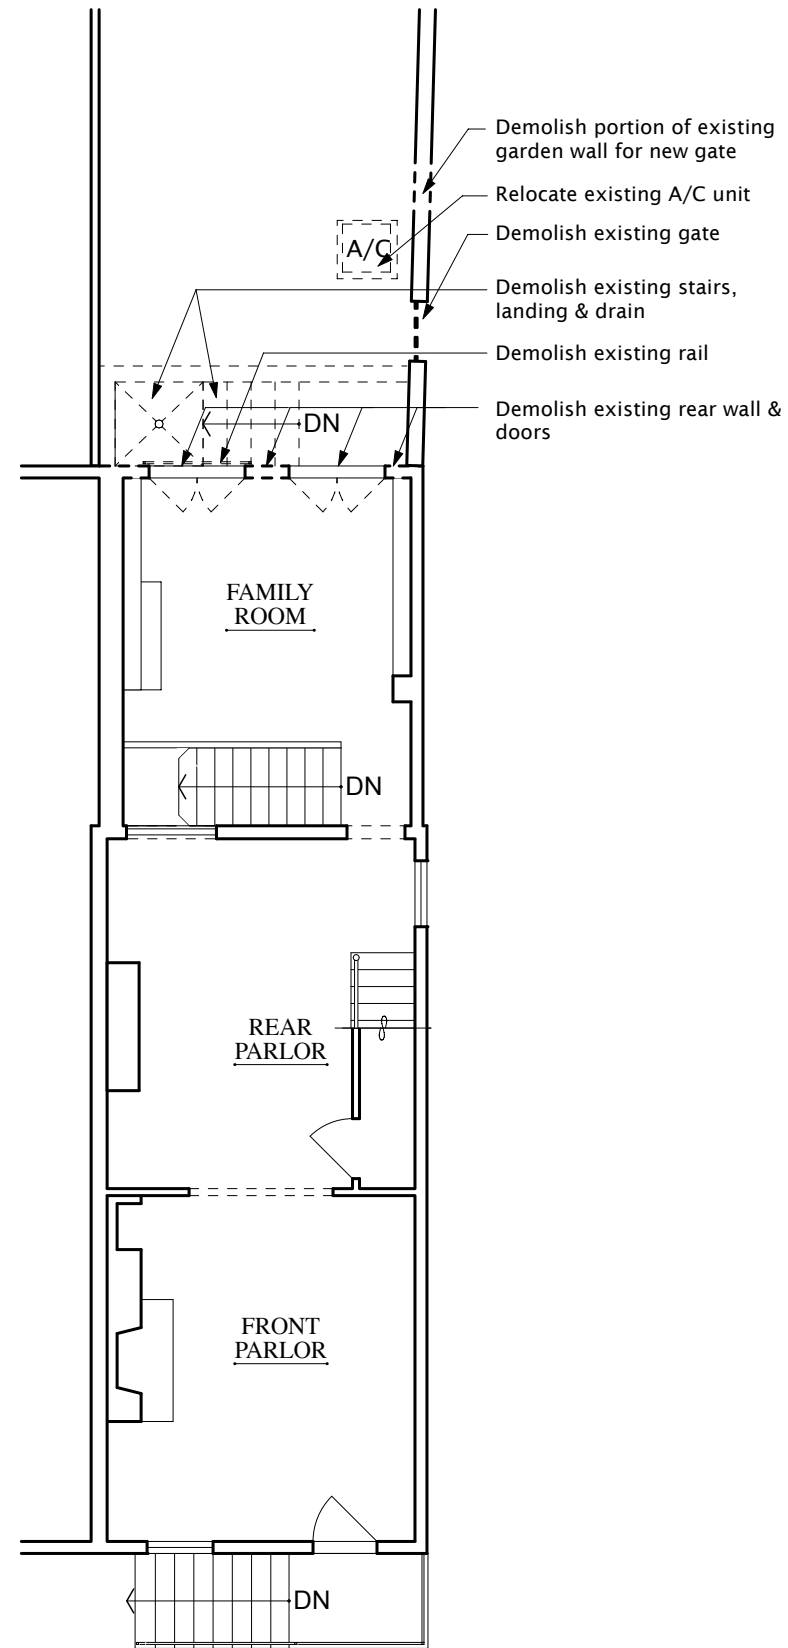 Demolish portion of existing
garden wall for new gate
Relocate existing A/C unit
Demolish existing gate
A/C
Demolish existing stairs,
landing & drain
Demolish existing rail
Demolish existing rear wall &
doors
DN
FAMILY
ROOM
DN
REAR
PARLOR
FRONT
PARLOR
DN